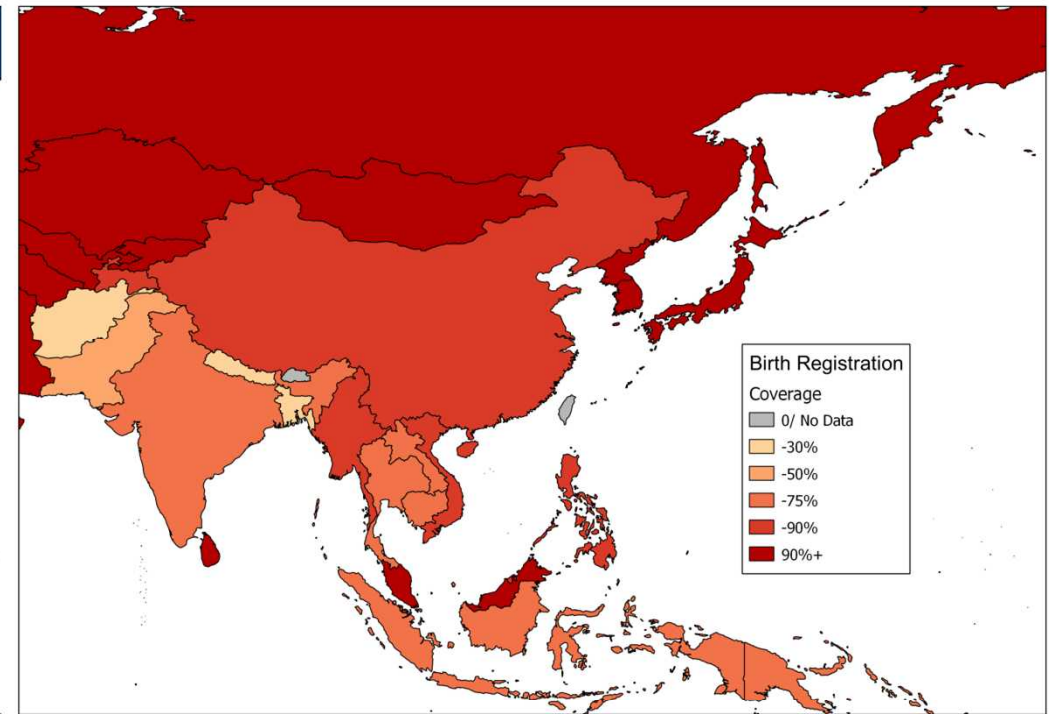 Birth Registration
Coverage
0/ No Data
-30%
-50%
-75%
-90%
90%+